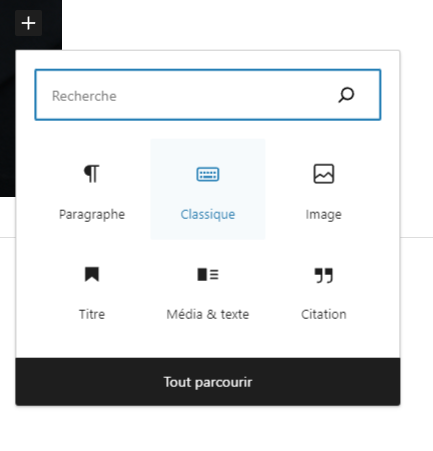 Recherche
Paragraphe
Classique
Image
Titre
Média & texte
Citation
Tout parcourir